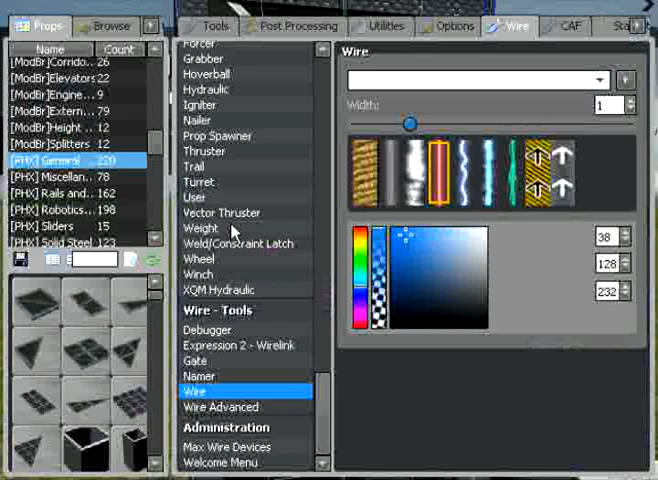 Props
Browse
Tools
Post Processing
Utilities
Options
Wire
CAF
Name
Count
[ModBr]Corrido... 26
[ModBr]Elevators 22
[ModBr]Engine... 9
[ModBr]Extern... 79
[ModBr]Height ... 12
[ModBr]Splitters 12
[PHX] General 220
[PHX] Miscellan... 78
[PHX] Rails and... 162
[PHX] Robotics... 198
[PHX] Sliders 15
[PHX] Solid Steel 123
Forcer
Grabber
Hoverball
Hydraulic
Igniter
Nailer
Prop Spawner
Thruster
Trail
Turret
User
Vector Thruster
Weight
Weld/Constraint Latch
Wheel
Winch
XQM Hydraulic
Wire - Tools
Debugger
Expression 2 - Wirelink
Gate
Namer
Wire
Wire Advanced
Administration
Max Wire Devices
Welcome Menu
Wire
Width:
1
38
128
232